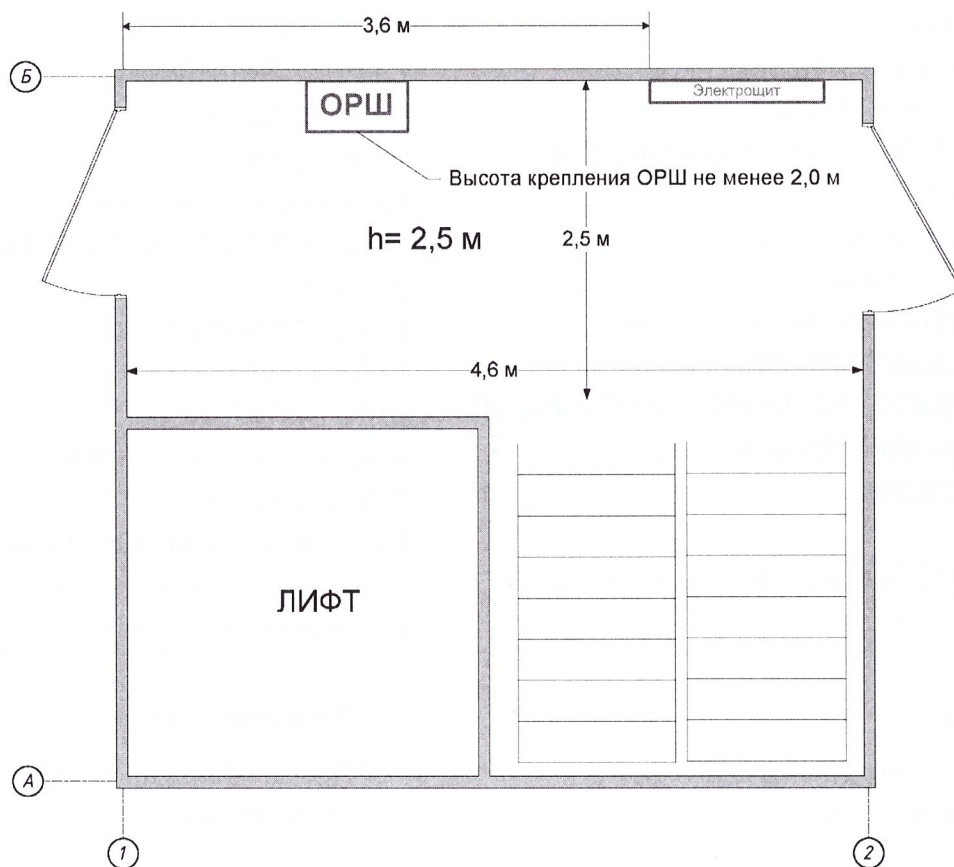 3,6 м
Б
ОРШ
Электрощит
Высота крепления ОРШ не менее 2,0 м
h= 2,5 м
2,5 м
4,6 м
ЛИФТ
А
1
2